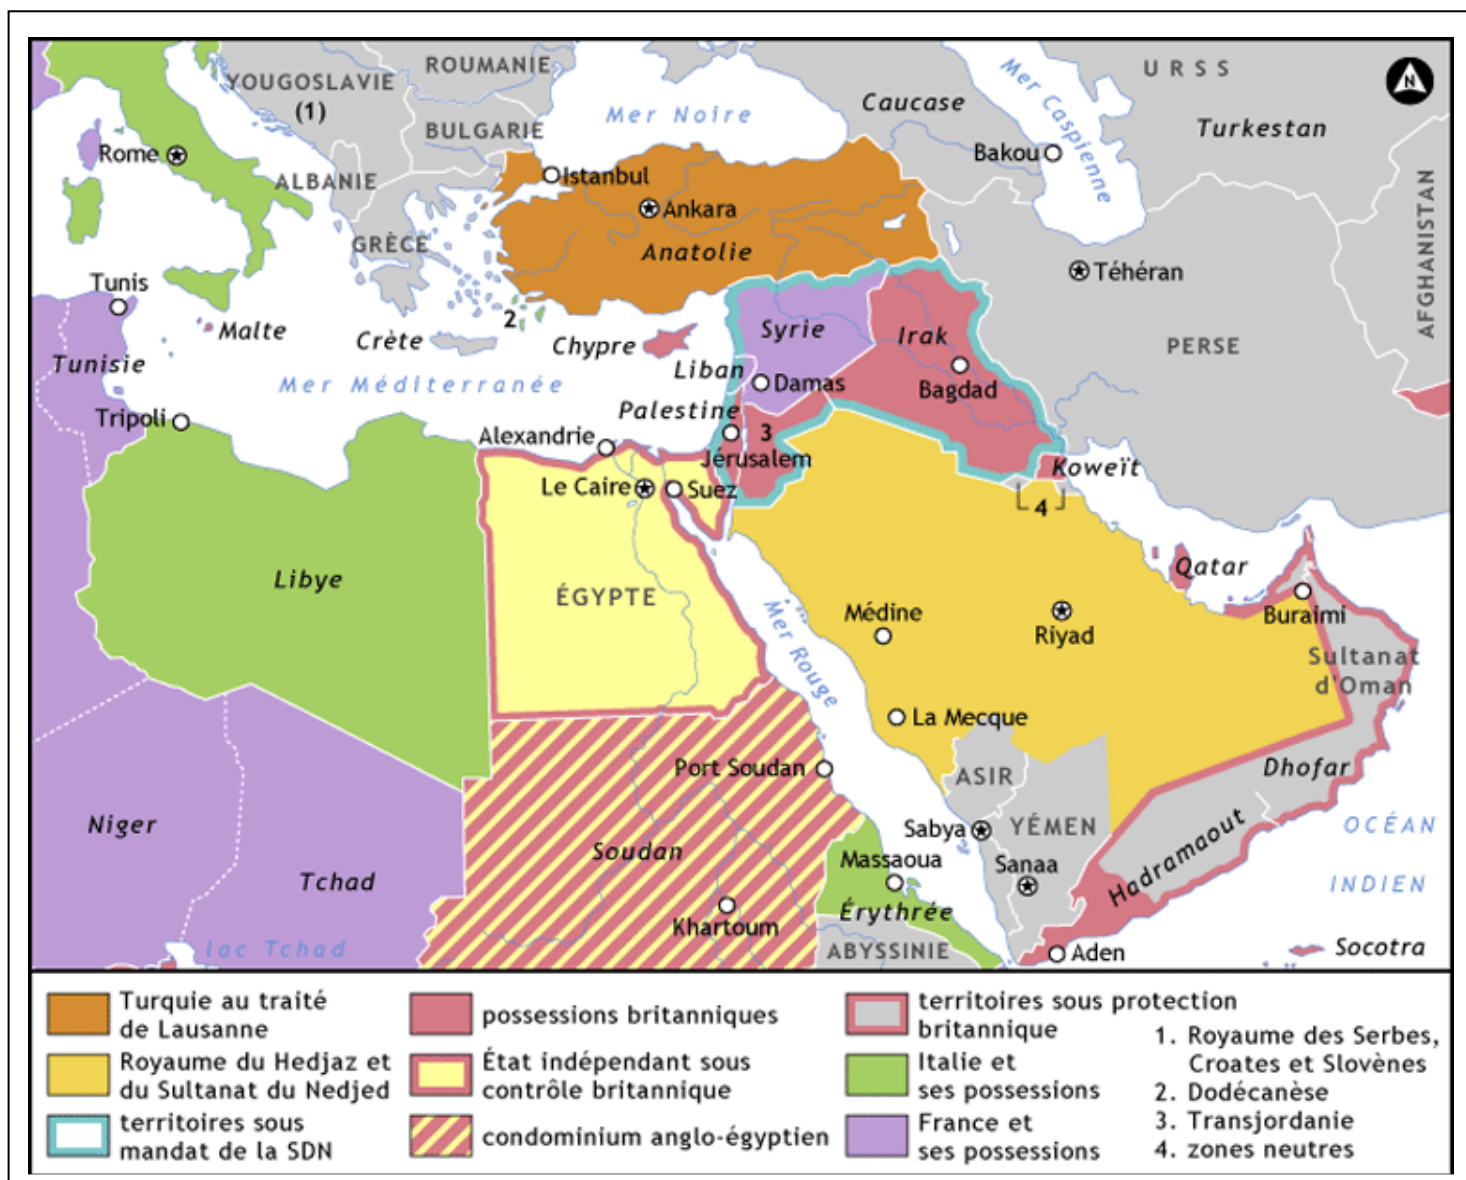 ROUMANIE
URSS
N
YOUGOSLAVIE
(1)
Mer Noire
Caucase
Mer Caspienne
Turkestan
BULGARIE
Rome
Bakou
ALBANIE
Istanbul
Ankara
AFGHANISTAN
GRÈCE
Anatolie
Téhéran
Tunis
2
Malte
Crète
Chypre
Syrie
Irak
PERSE
Tunisie
Mer Méditerranée
Liban
Damas
Bagdad
Tripoli
Palestine
Alexandrie
3
Jérusalem
Koweït
Le Caire
Suez
4
Libye
ÉGYPTE
Qatar
Médine
Riyad
Buraimi
Mer Rouge
Sultanat
d'Oman
La Mecque
Port Soudan
ASIR
Dhofar
Niger
Sabya
YÉMEN
OCÉAN
Soudan
Massaoua
Sanaa
Hadramaout
Tchad
INDIEN
Érythrée
Khartoum
lac Tchad
ABYSSINIE
Aden
Socotra
Turquie au traité
de Lausanne
Royaume du Hedjaz et
du Sultanat du Nedjed
territoires sous
mandat de la SDN
possessions britanniques
État indépendant sous
contrôle britannique
condominium anglo-égyptien
territoires sous protection
britannique
Italie et
ses possessions
France et
ses possessions
1. Royaume des Serbes,
Croates et Slovènes
2. Dodécanèse
3. Transjordanie
4. zones neutres